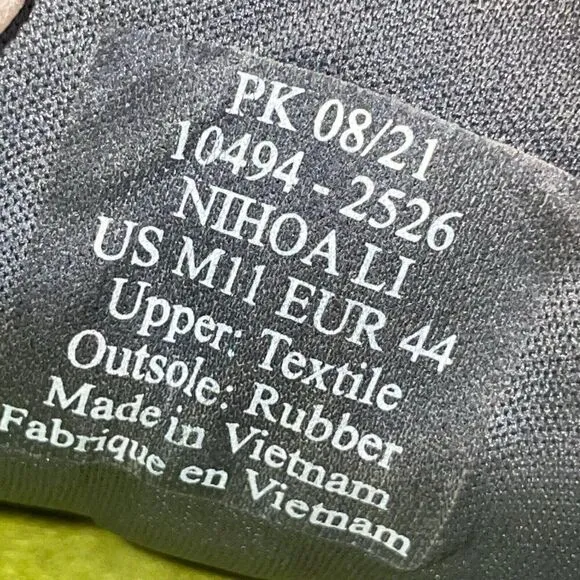 PK 08/21
10494 - 2526
NIHOA LI
US M11 EUR 44
Upper: Textile
Outsole: Rubber
Made in Vietnam
Fabrique en Vietnam